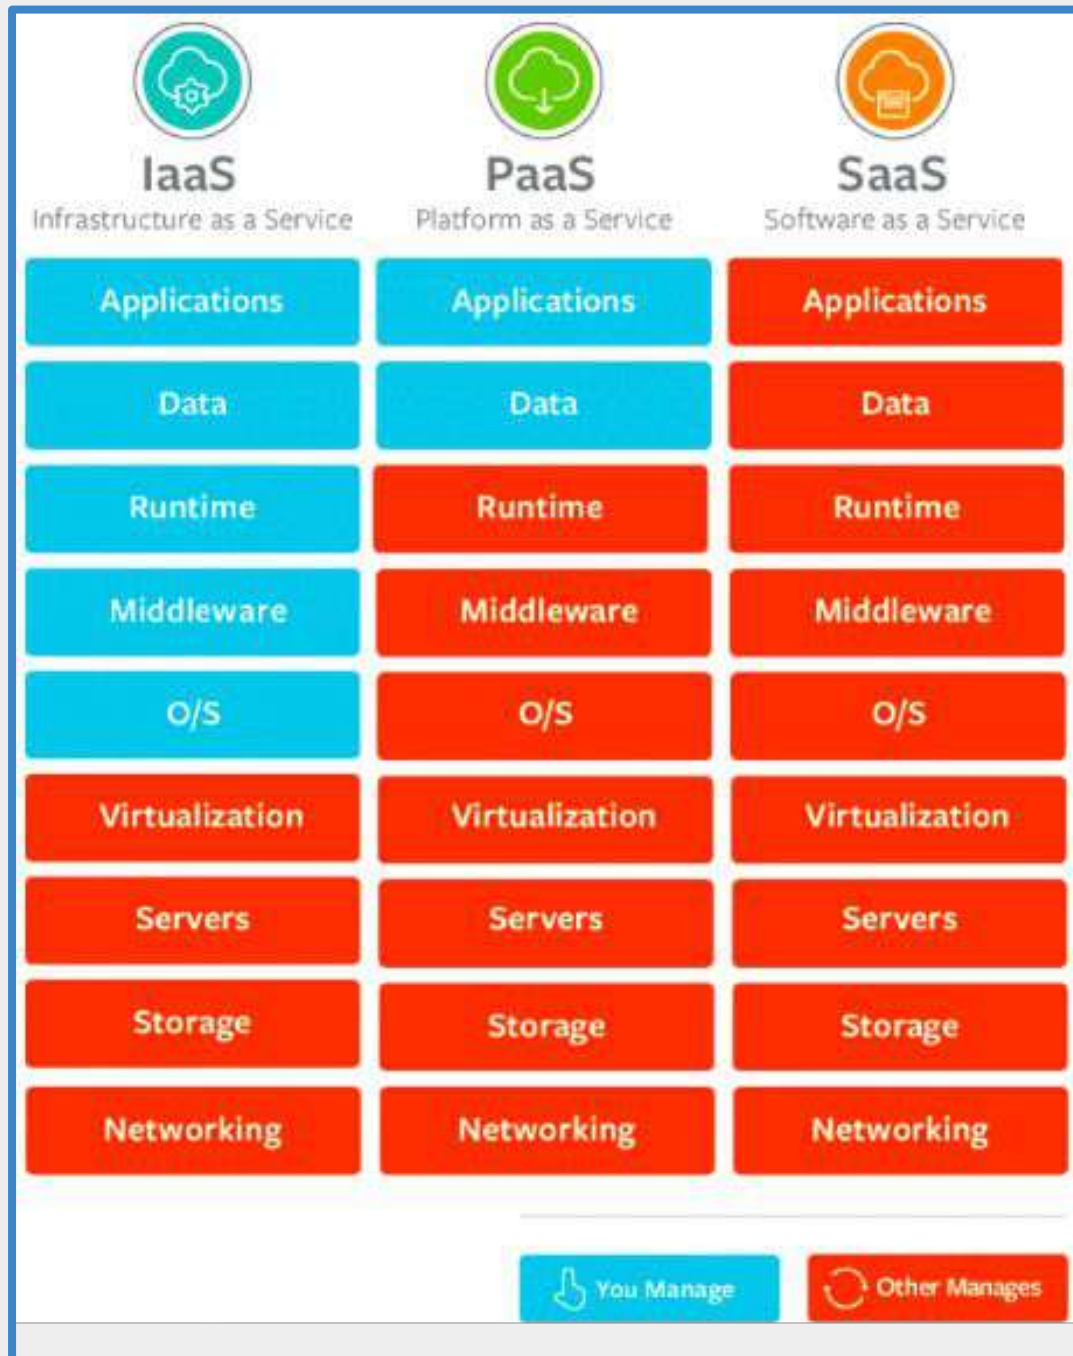 IaaS
Infrastructure as a Service
PaaS
Platform as a Service
SaaS
Software as a Service
Applications
Applications
Applications
Data
Data
Data
Runtime
Runtime
Runtime
Middleware
Middleware
Middleware
O/S
O/S
O/S
Virtualization
Virtualization
Virtualization
Servers
Servers
Servers
Storage
Storage
Storage
Networking
Networking
Networking
You Manage
Other Manages